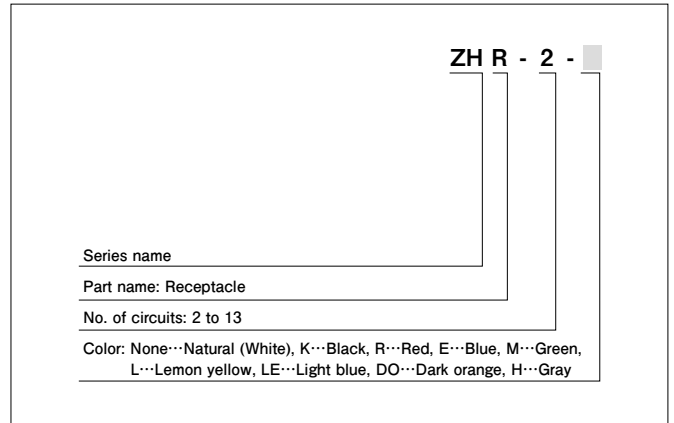 ZH R - 2 -
Series name
Part name: Receptacle
No. of circuits: 2 to 13
Color: None···Natural (White), K···Black, R···Red, E···Blue, M···Green,
L···Lemon yellow, LE···Light blue, DO···Dark orange, H···Gray